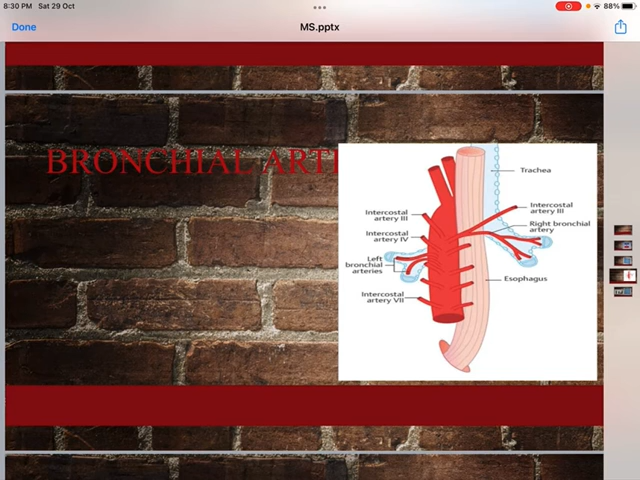 8:30 PM Sat 29 Oct
88%
Done
MS.pptx
BRONCHIAL ART
Trachea
Intercostal
artery III
Intercostal
artery III
Right bronchial
artery
Intercostal
artery IV
Left
bronchial
arteries
Esophagus
Intercostal
artery VII